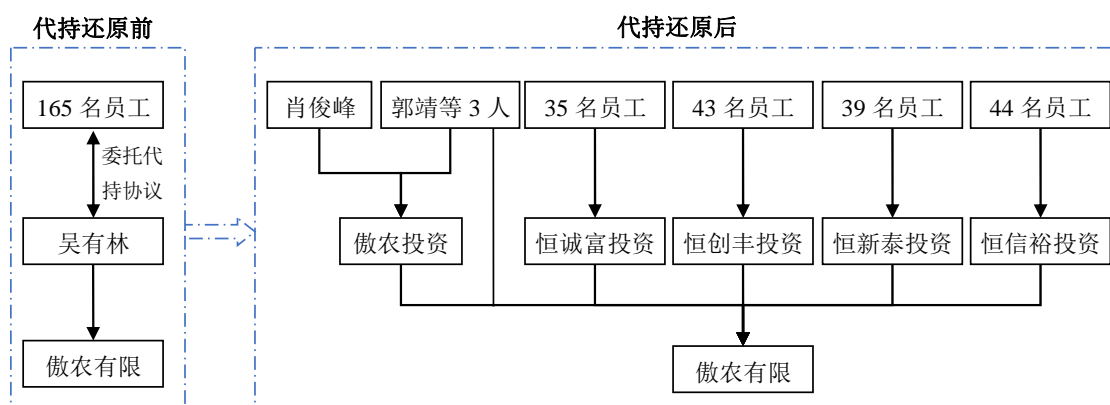 代持还原前
代持还原后
165 名员工
肖俊峰
郭靖等 3 人
35 名员工
43 名员工
39 名员工
44 名员工
委托代
持协议
吴有林
傲农投资
恒诚富投资
恒创丰投资
恒新泰投资
恒信裕投资
傲农有限
傲农有限